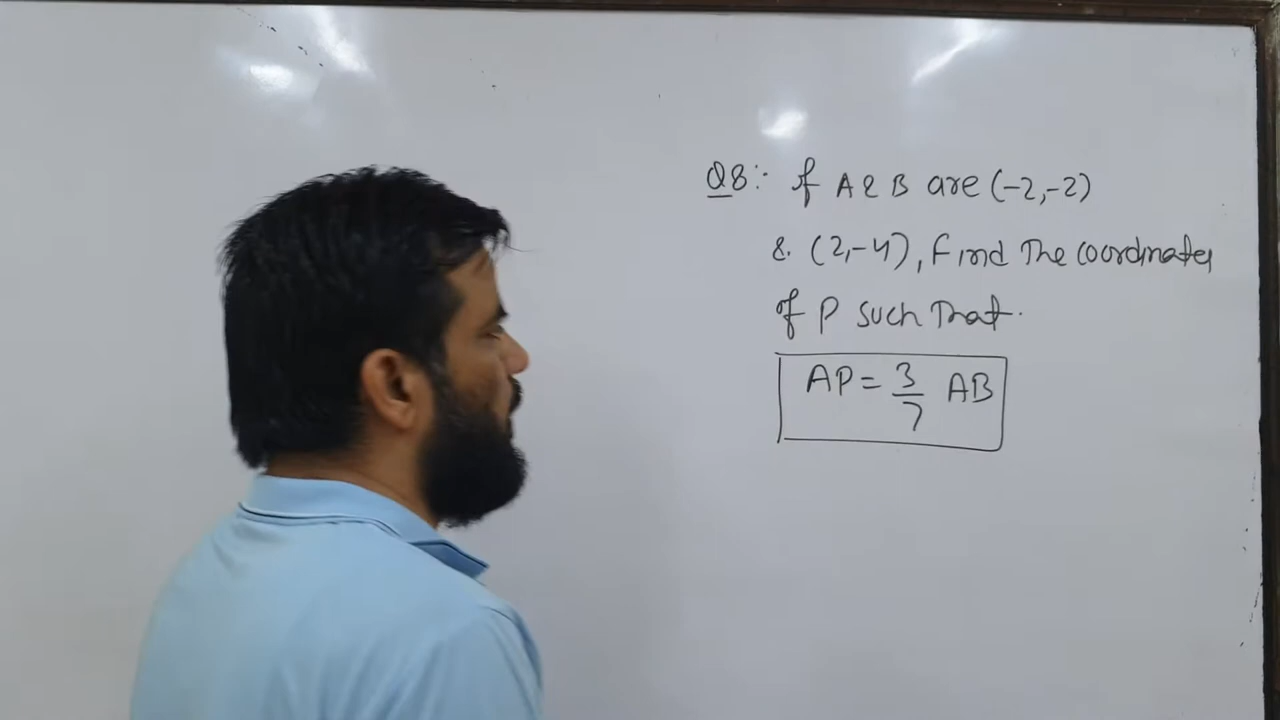 Q8:- If A & B are (-2,-2)
& (2,-4), Find The Coordinates
of P such That.
AP = 3/7 AB